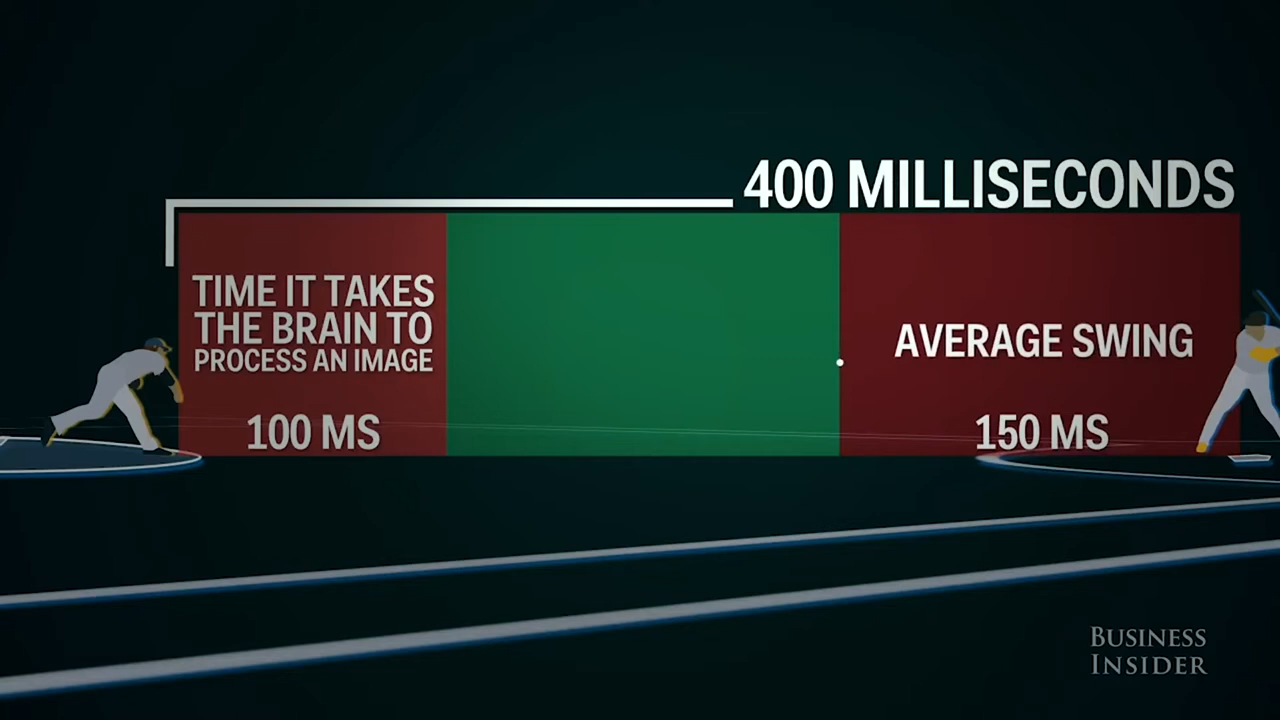 400 MILLISECONDS
TIME IT TAKES
THE BRAIN TO
PROCESS AN IMAGE
100 MS
AVERAGE SWING
150 MS
BUSINESS
INSIDER